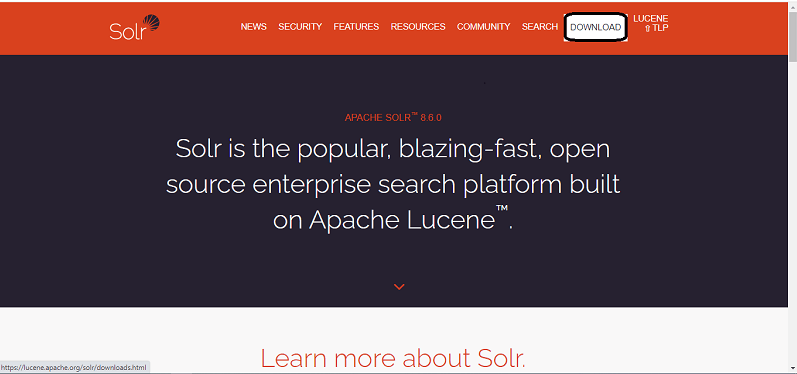 Solr
NEWS SECURITY FEATURES RESOURCES COMMUNITY SEARCH DOWNLOAD LUCENE
⇧ TLP
APACHE SOLR™ 8.6.0
Solr is the popular, blazing-fast, open
source enterprise search platform built
on Apache Lucene™.
Learn more about Solr.
https://lucene.apache.org/solr/downloads.html